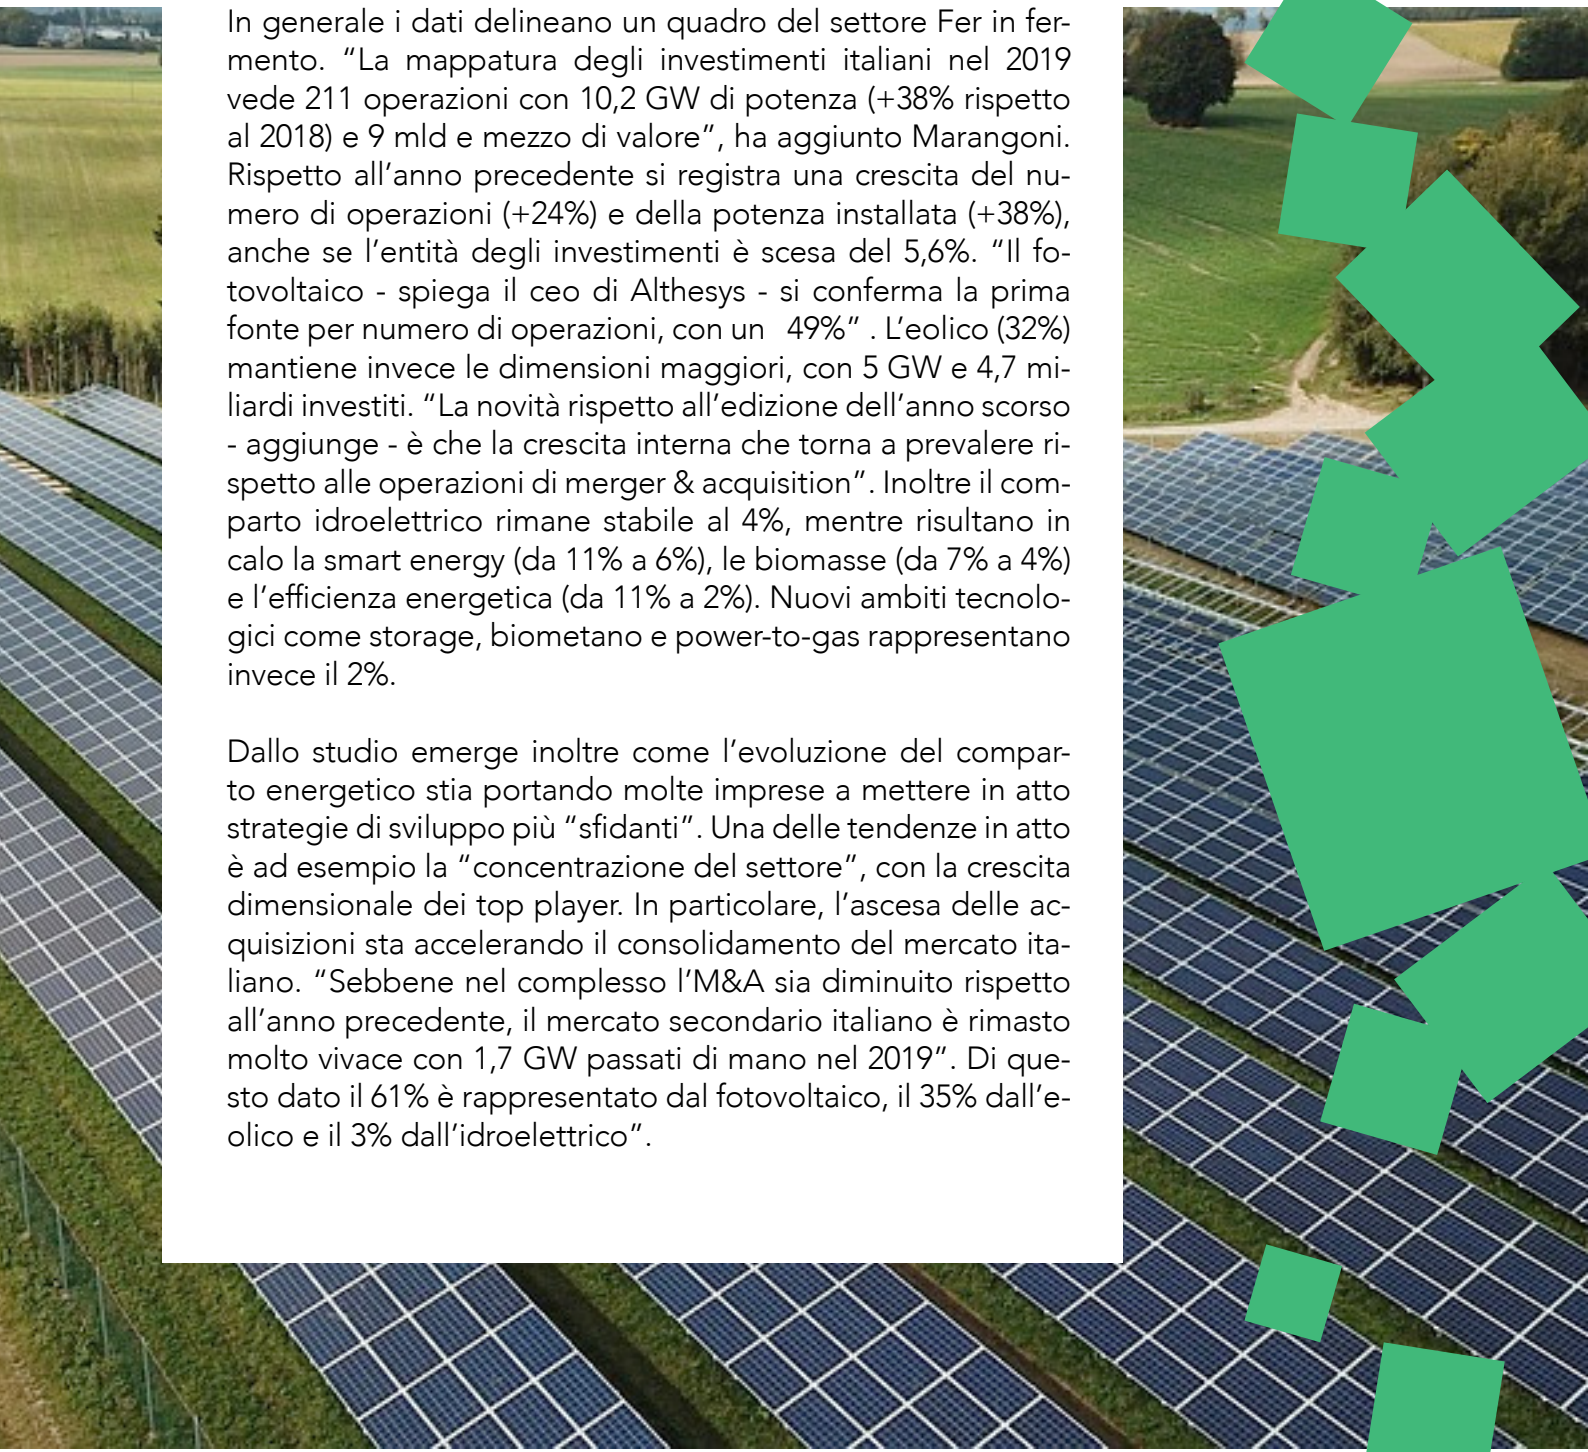 In generale i dati delineano un quadro del settore Fer in fer-
mento. “La mappatura degli investimenti italiani nel 2019
vede 211 operazioni con 10,2 GW di potenza (+38% rispetto
al 2018) e 9 mld e mezzo di valore”, ha aggiunto Marangoni.
Rispetto all’anno precedente si registra una crescita del nu-
mero di operazioni (+24%) e della potenza installata (+38%),
anche se l’entità degli investimenti è scesa del 5,6%. “Il fo-
tovoltaico - spiega il ceo di Althesys - si conferma la prima
fonte per numero di operazioni, con un   49%” . L’eolico (32%)
mantiene invece le dimensioni maggiori, con 5 GW e 4,7 mi-
liardi investiti. “La novità rispetto all’edizione dell’anno scorso
- aggiunge - è che la crescita interna che torna a prevalere ri-
spetto alle operazioni di merger & acquisition”. Inoltre il com-
parto idroelettrico rimane stabile al 4%, mentre risultano in
calo la smart energy (da 11% a 6%), le biomasse (da 7% a 4%)
e l’efficienza energetica (da 11% a 2%). Nuovi ambiti tecnolo-
gici come storage, biometano e power-to-gas rappresentano
invece il 2%.
Dallo studio emerge inoltre come l’evoluzione del compar-
to energetico stia portando molte imprese a mettere in atto
strategie di sviluppo più “sfidanti”. Una delle tendenze in atto
è ad esempio la “concentrazione del settore”, con la crescita
dimensionale dei top player. In particolare, l’ascesa delle ac-
quisizioni sta accelerando il consolidamento del mercato ita-
liano. “Sebbene nel complesso l’M&A sia diminuito rispetto
all’anno precedente, il mercato secondario italiano è rimasto
molto vivace con 1,7 GW passati di mano nel 2019”. Di que-
sto dato il 61% è rappresentato dal fotovoltaico, il 35% dall’e-
olico e il 3% dall’idroelettrico”.